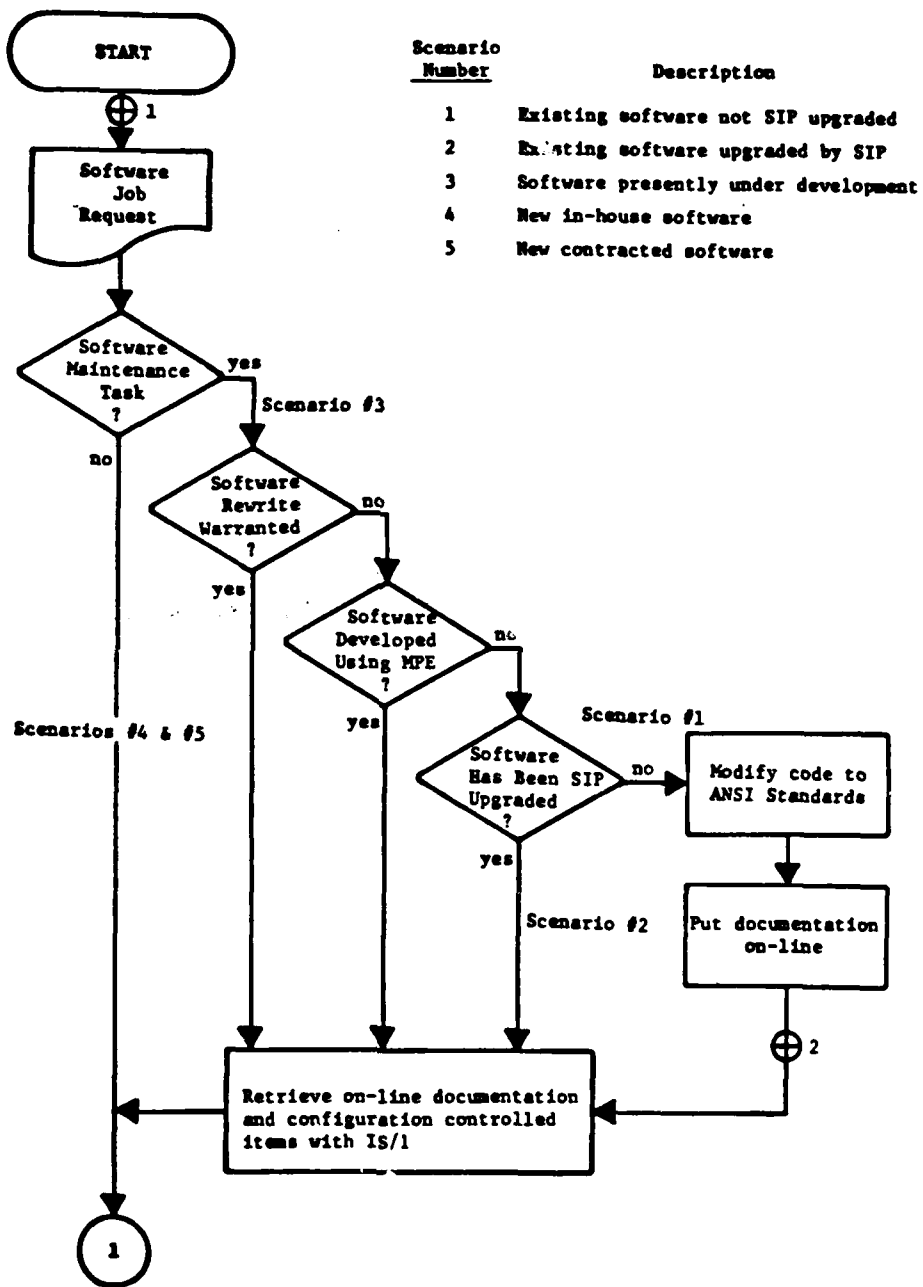 START
1
Software
Job
Request
Scenario
Number
Description
1 Existing software not SIP upgraded
2 Existing software upgraded by SIP
3 Software presently under development
4 New in-house software
5 New contracted software
Software
Maintenance
Task
?
yes
no
Scenario #3
Software
Rewrite
Warranted
?
no
yes
Software
Developed
Using MPE
?
no
yes
Scenarios #4 & #5
Scenario #1
Software
Has Been SIP
Upgraded
?
no
yes
Modify code to
ANSI Standards
Scenario #2
Put documentation
on-line
2
Retrieve on-line documentation
and configuration controlled
items with IS/1
1